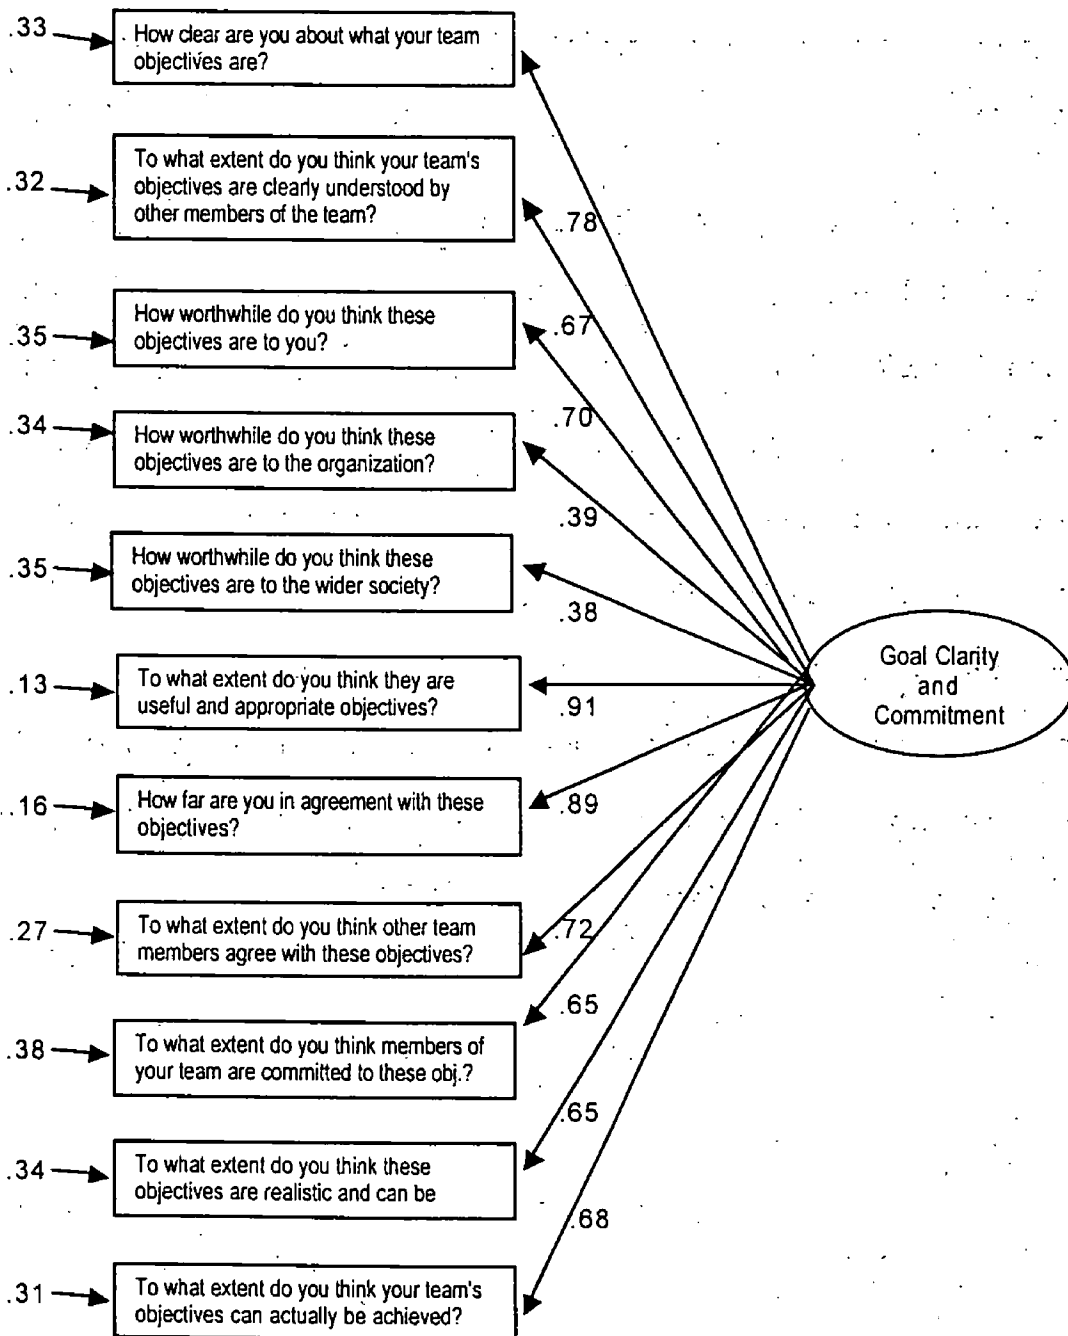 .33
How clear are you about what your team
objectives are?
.78
.32
To what extent do you think your team's
objectives are clearly understood by
other members of the team?
.67
.35
How worthwhile do you think these
objectives are to you?
.70
.34
How worthwhile do you think these
objectives are to the organization?
.39
.35
How worthwhile do you think these
objectives are to the wider society?
.38
Goal Clarity
and
Commitment
.13
To what extent do you think they are
useful and appropriate objectives?
.91
.16
How far are you in agreement with these
objectives?
.89
.27
To what extent do you think other team
members agree with these objectives?
.72
.38
To what extent do you think members of
your team are committed to these obj.?
.65
.34
To what extent do you think these
objectives are realistic and can be
.65
.31
To what extent do you think your team's
objectives can actually be achieved?
.68